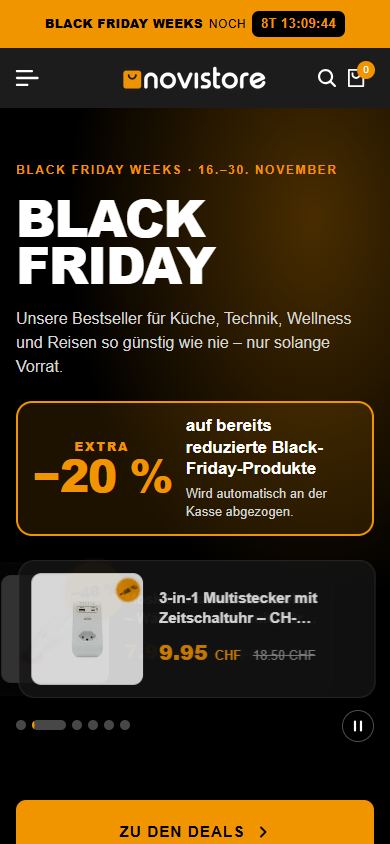 BLACK FRIDAY WEEKS NOCH 8T 13:09:44
novistore
0
BLACK FRIDAY WEEKS · 16.–30. NOVEMBER
BLACK
FRIDAY
Unsere Bestseller für Küche, Technik, Wellness
und Reisen so günstig wie nie – nur solange
Vorrat.
EXTRA
–20 %
auf bereits
reduzierte Black-
Friday-Produkte
Wird automatisch an der
Kasse abgezogen.
3-in-1 Multistecker mit
Zeitschaltuhr – CH-...
9.95 CHF 18.50 CHF
ZU DEN DEALS